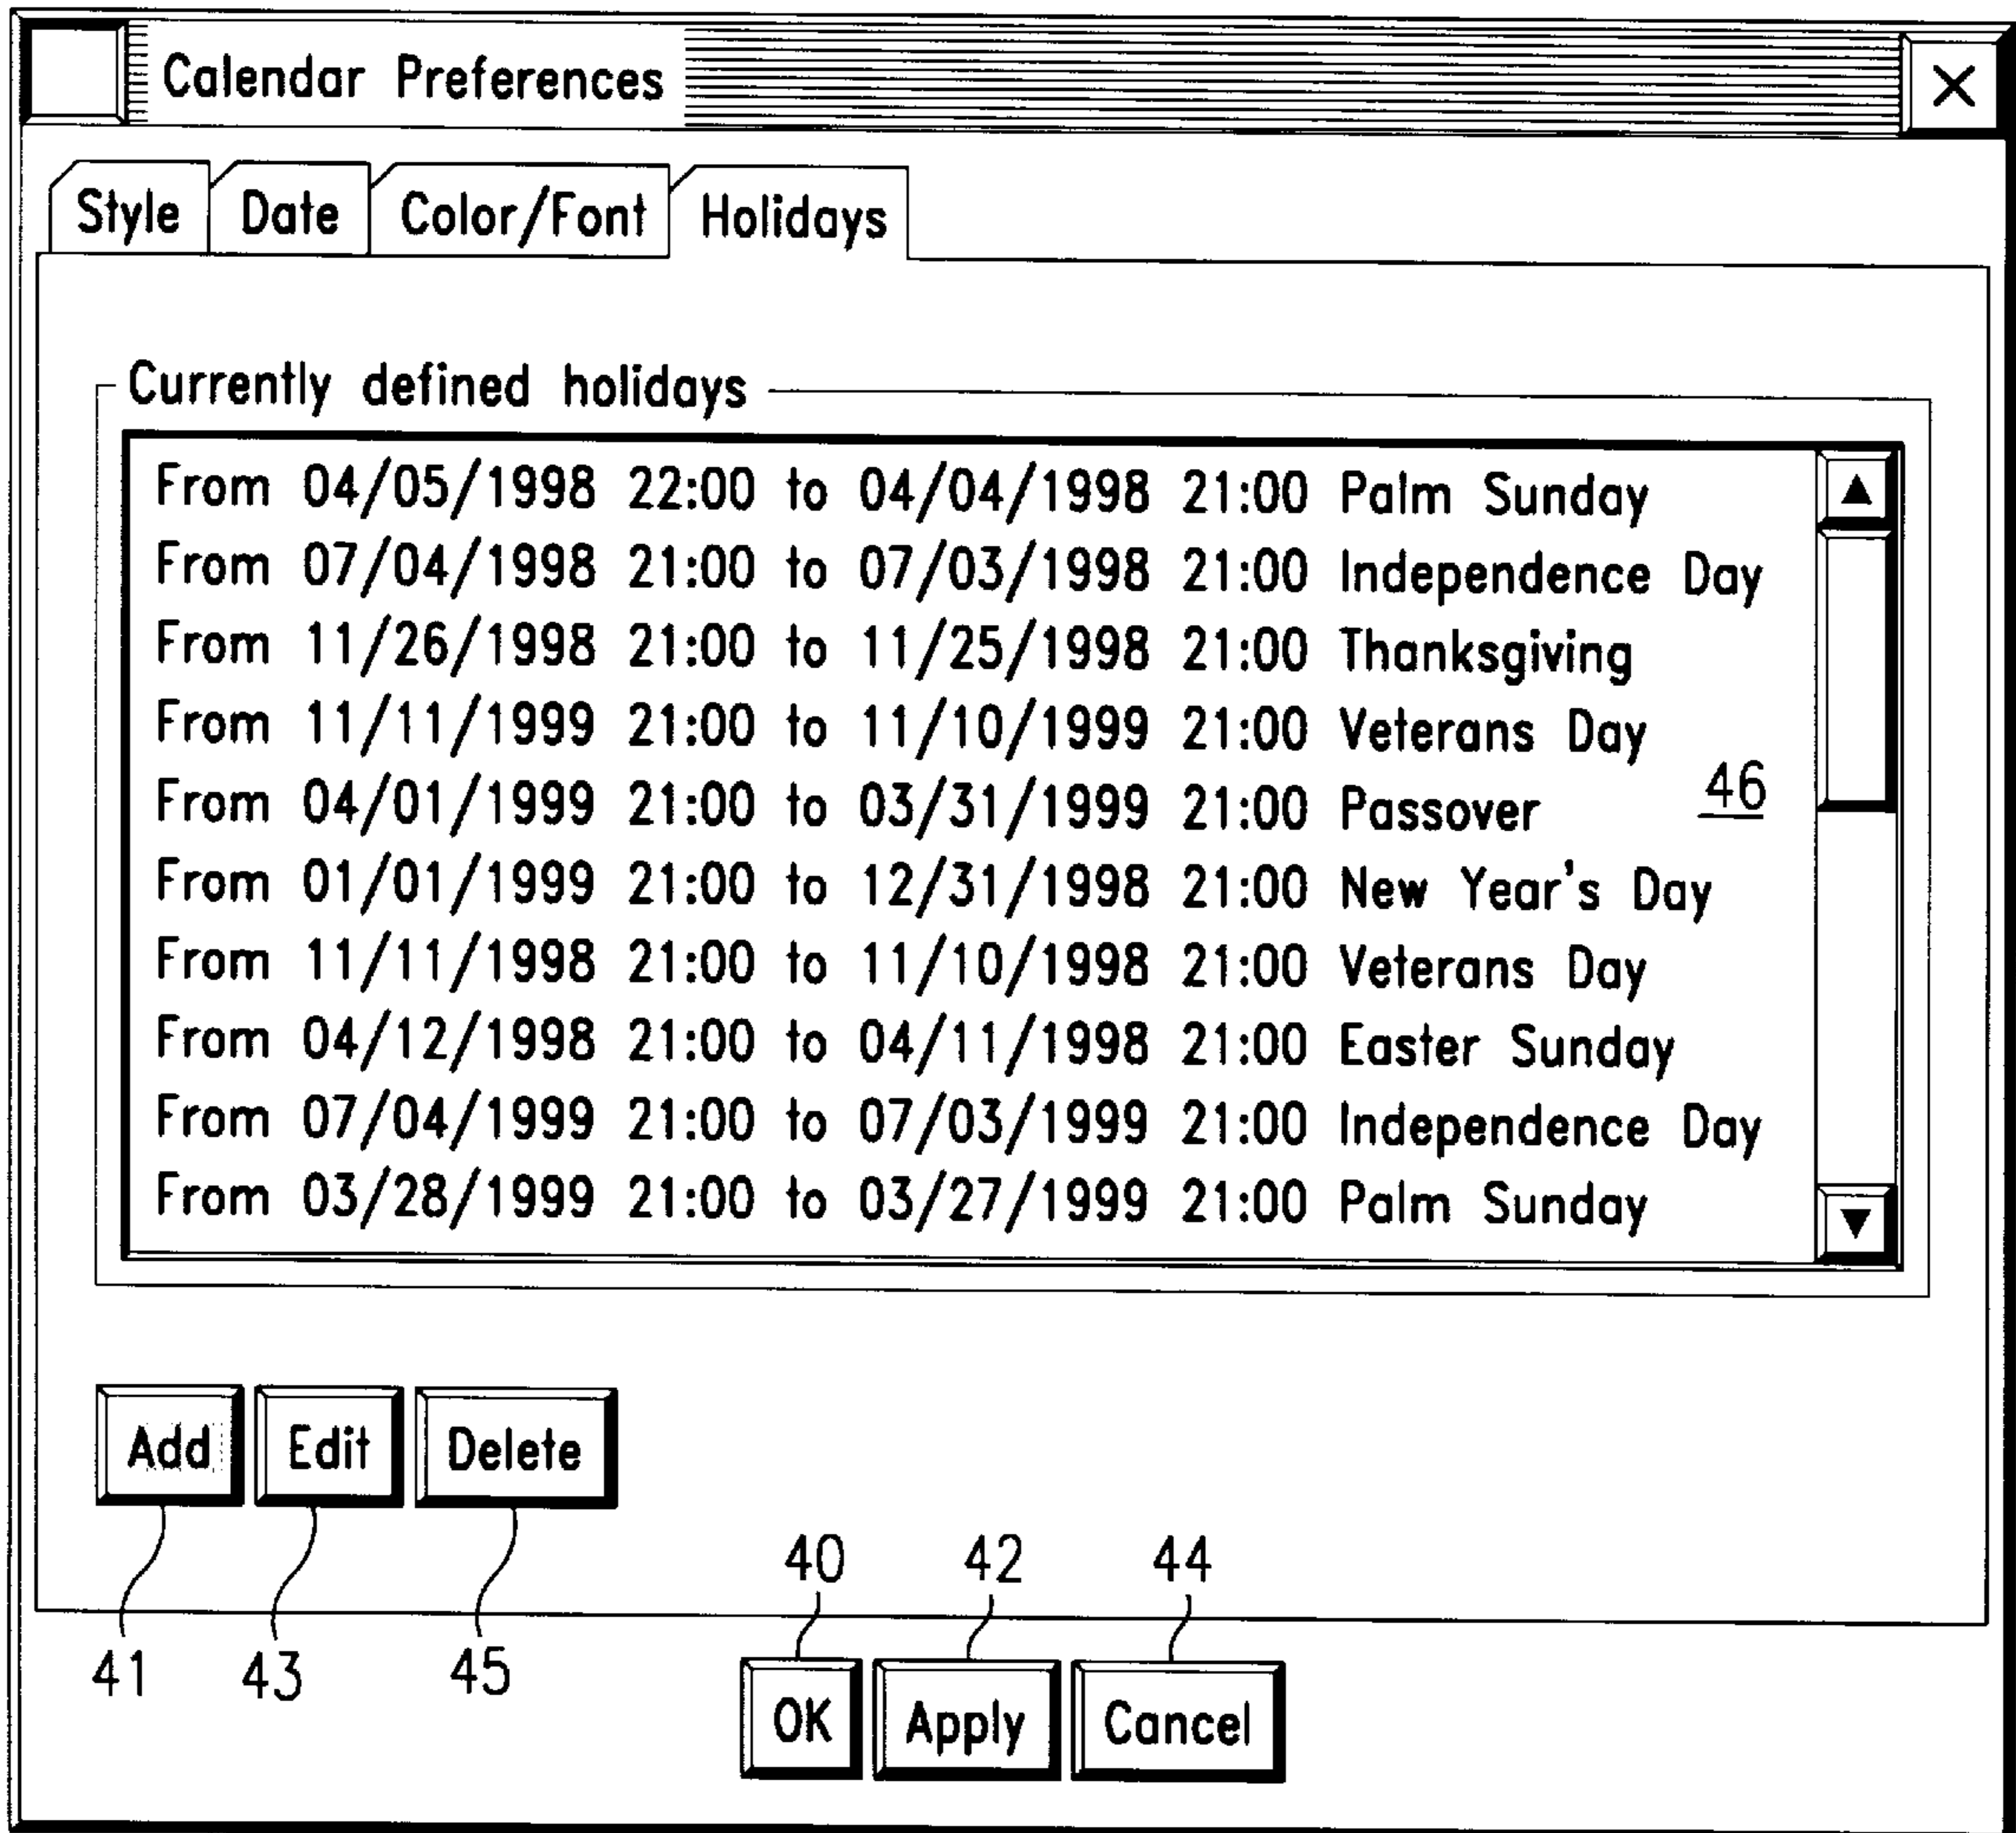 Calendar Preferences
Style Date Color/Font Holidays
Currently defined holidays
From 04/05/1998 22:00 to 04/04/1998 21:00 Palm Sunday
From 07/04/1998 21:00 to 07/03/1998 21:00 Independence Day
From 11/26/1998 21:00 to 11/25/1998 21:00 Thanksgiving
From 11/11/1999 21:00 to 11/10/1999 21:00 Veterans Day
From 04/01/1999 21:00 to 03/31/1999 21:00 Passover 46
From 01/01/1999 21:00 to 12/31/1998 21:00 New Year's Day
From 11/11/1998 21:00 to 11/10/1998 21:00 Veterans Day
From 04/12/1998 21:00 to 04/11/1998 21:00 Easter Sunday
From 07/04/1999 21:00 to 07/03/1999 21:00 Independence Day
From 03/28/1999 21:00 to 03/27/1999 21:00 Palm Sunday
Add Edit Delete
40 42 44
41 43 45
OK Apply Cancel